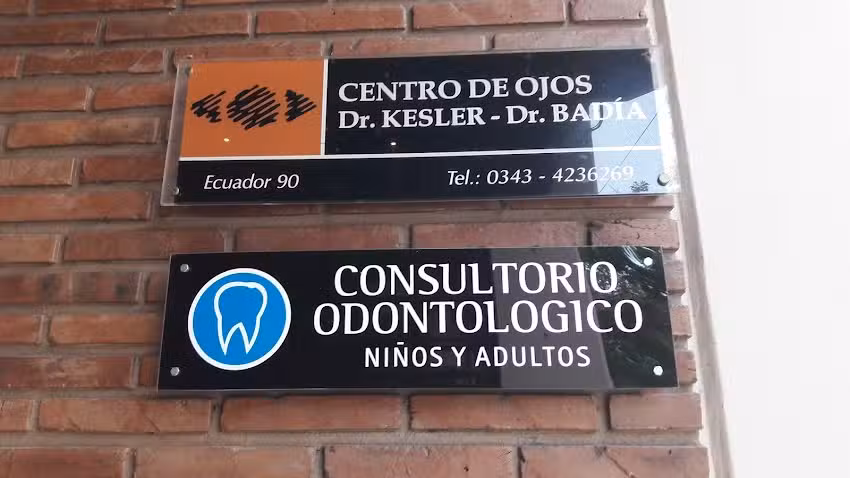 CENTRO DE OJOS
Dr. KESLER - Dr. BADÍA
Ecuador 90 Tel.: 0343 - 4236269
CONSULTORIO
ODONTOLOGICO
NIÑOS Y ADULTOS